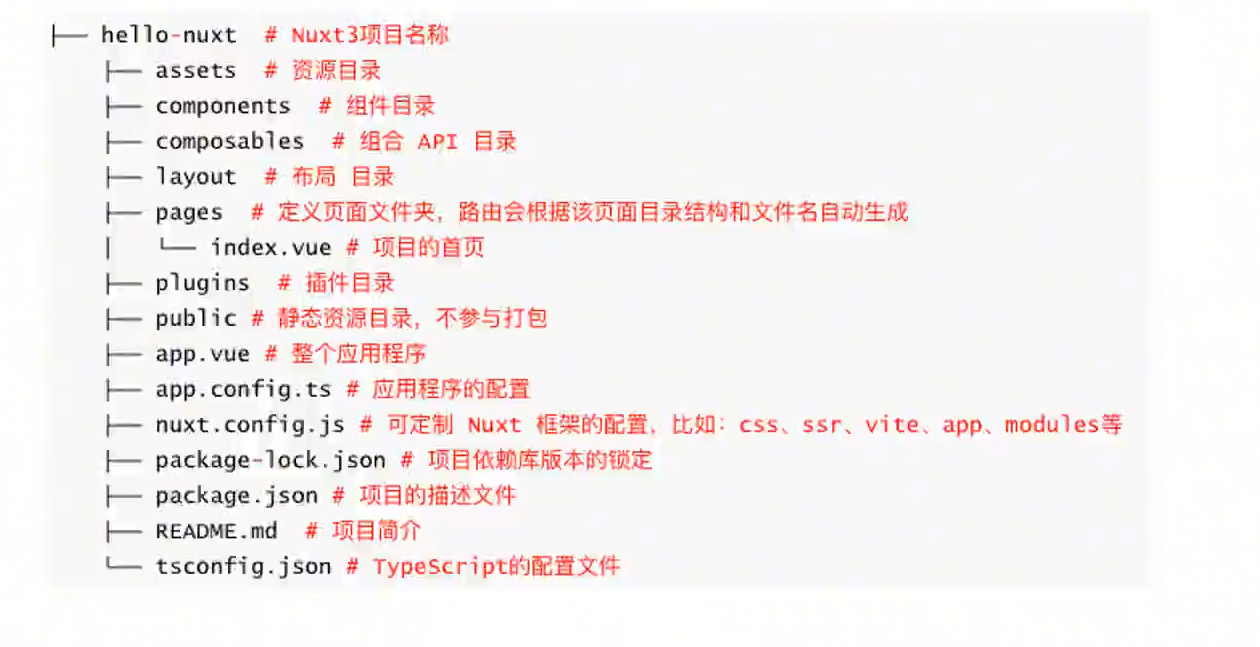 ├── hello-nuxt  # Nuxt3项目名称
    ├── assets  # 资源目录
    ├── components  # 组件目录
    ├── composables  # 组合 API 目录
    ├── layout  # 布局 目录
    ├── pages  # 定义页面文件夹，路由会根据该页面目录结构和文件名自动生成
    │   └── index.vue # 项目的首页
    ├── plugins  # 插件目录
    ├── public # 静态资源目录，不参与打包
    ├── app.vue # 整个应用程序
    ├── app.config.ts # 应用程序的配置
    ├── nuxt.config.js # 可定制 Nuxt 框架的配置，比如：css、ssr、vite、app、modules等
    ├── package-lock.json # 项目依赖库版本的锁定
    ├── package.json # 项目的描述文件
    ├── README.md  # 项目简介
    └── tsconfig.json # TypeScript的配置文件